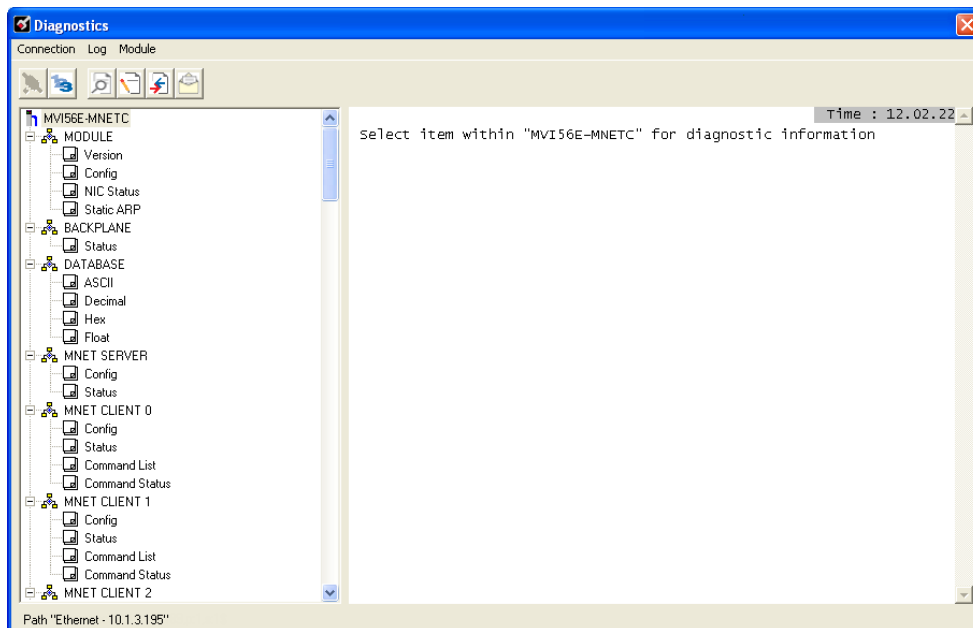 Diagnostics
Connection Log Module
MVI56E-MNETC
MODULE
Version
Config
NIC Status
Static ARP
BACKPLANE
Status
DATABASE
ASCII
Decimal
Hex
Float
MNET SERVER
Config
Status
MNET CLIENT 0
Config
Status
Command List
Command Status
MNET CLIENT 1
Config
Status
Command List
Command Status
MNET CLIENT 2
Time : 12.02.22
Select item within "MVI56E-MNETC" for diagnostic information
Path "Ethernet - 10.1.3.195"